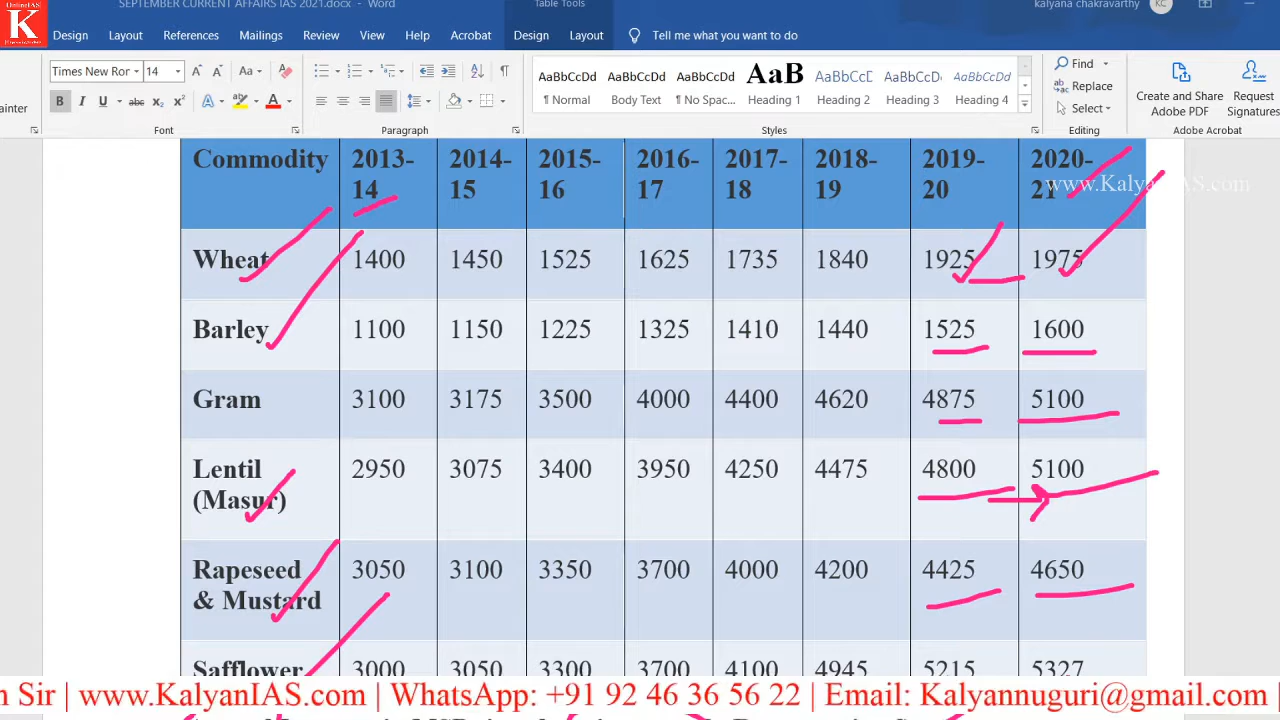 OnlineIAS
K
SEPTEMBER CURRENT AFFAIRS IAS 2021.docx - Word
Table Tools
kalyana chakravarthy
KC
Design Layout References Mailings Review View Help Acrobat Design Layout Tell me what you want to do
Times New Ror 14 A A Aa
ainter
B I U abc x2 x2 A A
Font
Paragraph
AaBbCcDd AaBbCcDd AaBbCcDd AaB AaBbCcD AaBbCcDd AaBbCcDd
¶ Normal Body Text ¶ No Spac... Heading 1 Heading 2 Heading 3 Heading 4
Styles
Find
Replace
Select
Editing
Create and Share
Adobe PDF
Request
Signatures
Adobe Acrobat
www.KalyanIAS.com
Commodity 2013-14 2014-15 2015-16 2016-17 2017-18 2018-19 2019-20 2020-21
Wheat 1400 1450 1525 1625 1735 1840 1925 1975
Barley 1100 1150 1225 1325 1410 1440 1525 1600
Gram 3100 3175 3500 4000 4400 4620 4875 5100
Lentil (Masur) 2950 3075 3400 3950 4250 4475 4800 5100
Rapeseed & Mustard 3050 3100 3350 3700 4000 4200 4425 4650
Safflower 3000 3050 3300 3700 4100 4945 5215 5327
n Sir | www.KalyanIAS.com | WhatsApp: +91 92 46 36 56 22 | Email: Kalyannuguri@gmail.com |